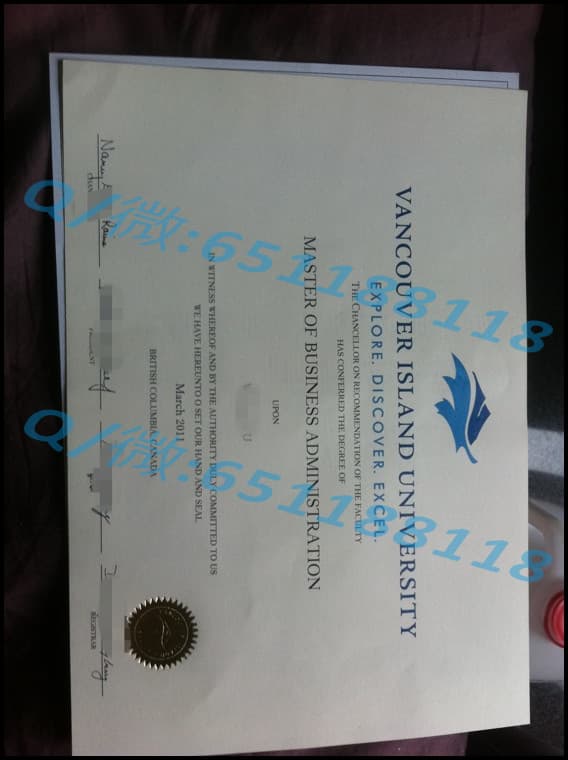 VANCOUVER ISLAND UNIVERSITY
EXPLORE. DISCOVER. EXCEL.
THE CHANCELLOR ON RECOMMENDATION OF THE FACULTY
HAS CONFERRED THE DEGREE OF
MASTER OF BUSINESS ADMINISTRATION
UPON
U
IN WITNESS WHEREOF AND BY THE AUTHORITY DULY COMMITTED TO US
WE HAVE HEREUNTO O SET OUR HAND AND SEAL
March 2011
BRITISH COLUMBIA, CANADA
REGISTRAR
Q/微:651198118
Q/微:651198118